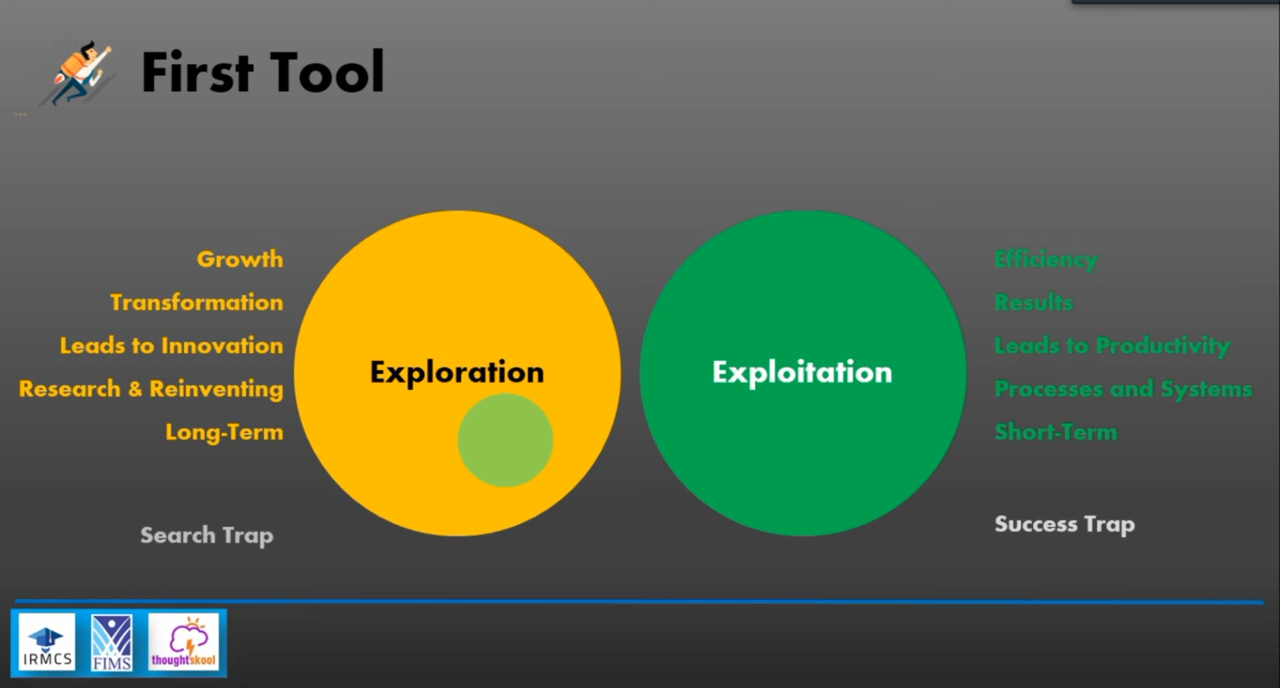 First Tool
Growth
Transformation
Leads to Innovation
Research & Reinventing
Long-Term
Search Trap
Exploration
Exploitation
Efficiency
Results
Leads to Productivity
Processes and Systems
Short-Term
Success Trap
IRMCS
FIMS
thoughtskool